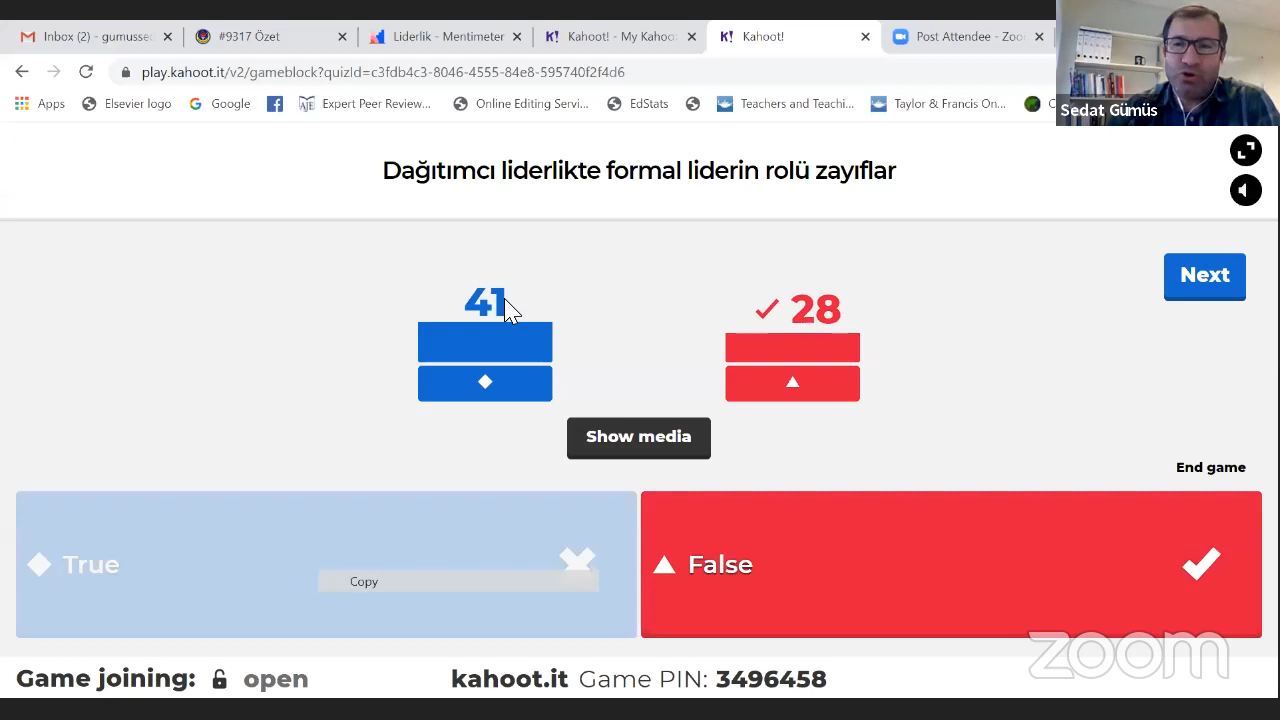 Inbox (2) - gumussec
#9317 Özet
Liderlik - Mentimeter
Kahoot! - My Kahoo
Kahoot!
Post Attendee - Zoo
play.kahoot.it/v2/gameblock?quizId=c3fdb4c3-8046-4555-84e8-595740f2f4d6
Apps
Elsevier logo
Google
Expert Peer Review...
Online Editing Servi...
EdStats
Teachers and Teachi...
Taylor & Francis On...
Sedat Gümüs
Dağıtımcı liderlikte formal liderin rolü zayıflar
Next
41
28
Show media
End game
True
False
Copy
zoom
Game joining: open
kahoot.it Game PIN: 3496458